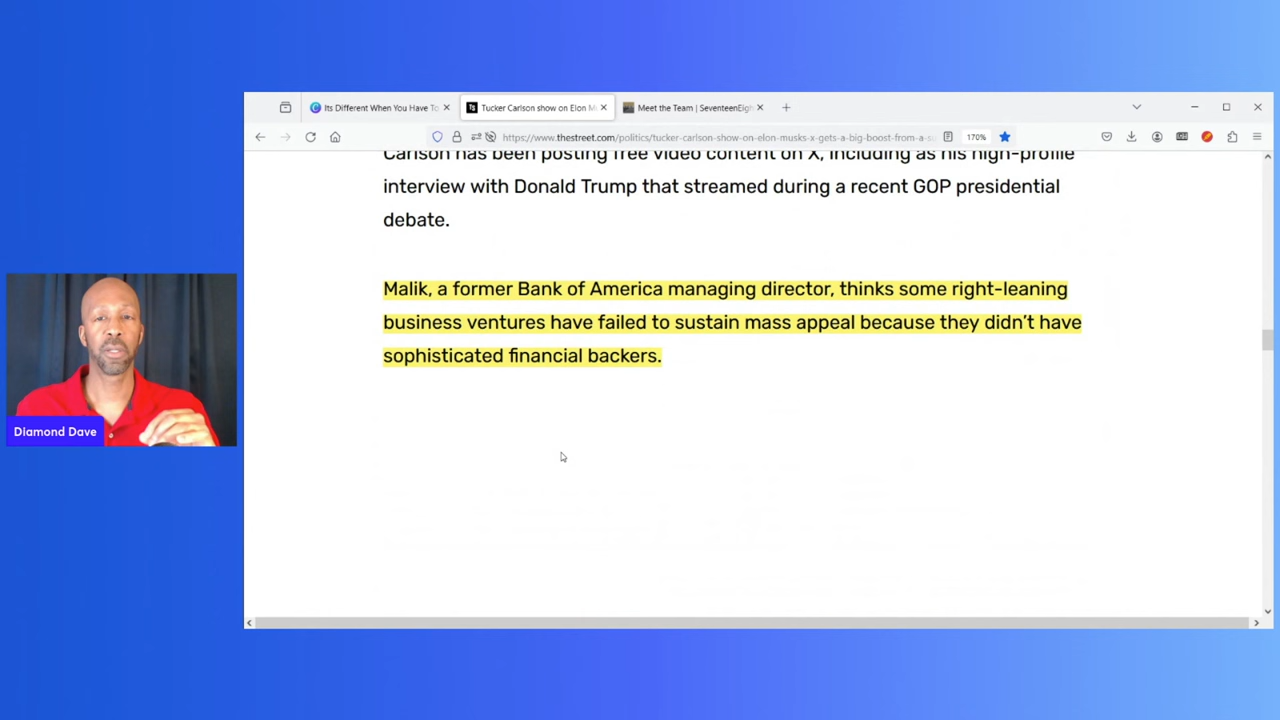 Its Different When You Have To
Tucker Carlson show on Elon M
Meet the Team | SeventeenEigh
https://www.thestreet.com/politics/tucker-carlson-show-on-elon-musks-x-gets-a-big-boost-from-a-s
170%
Carlson has been posting free video content on X, including as his high-profile
interview with Donald Trump that streamed during a recent GOP presidential
debate.
Malik, a former Bank of America managing director, thinks some right-leaning
business ventures have failed to sustain mass appeal because they didn't have
sophisticated financial backers.
Diamond Dave